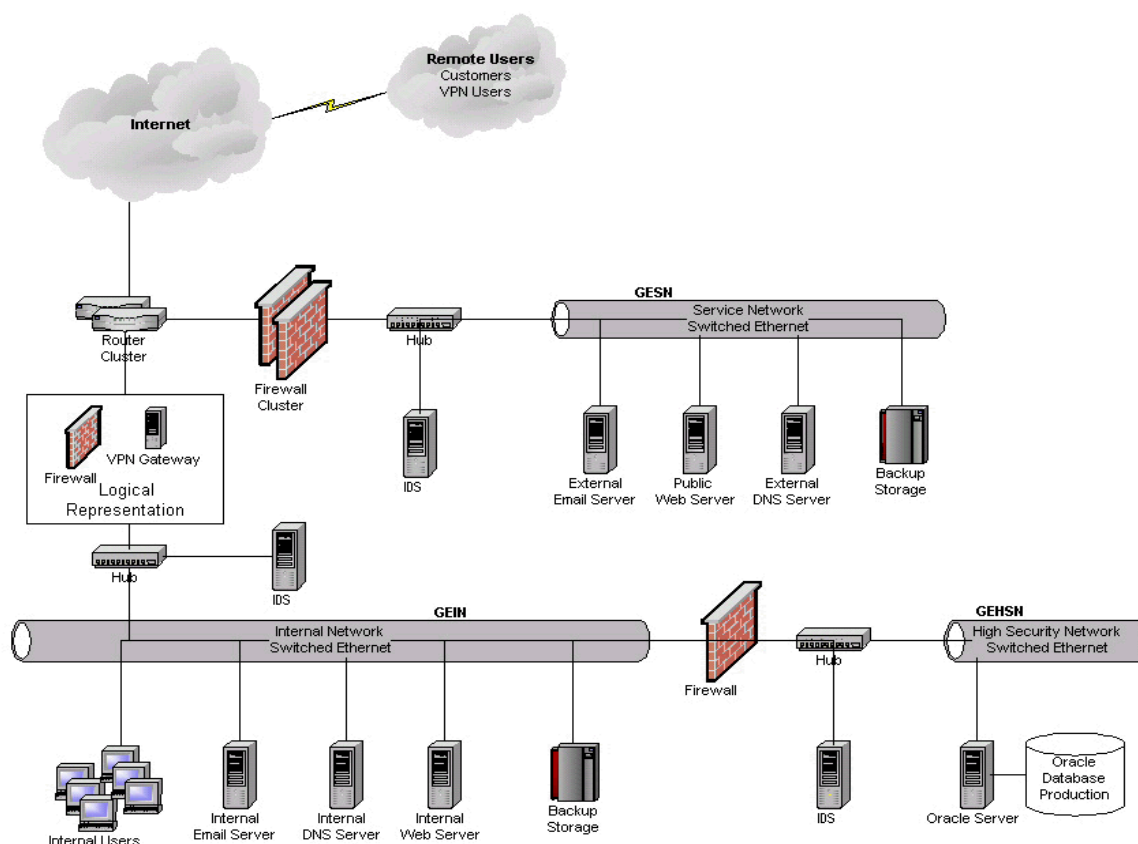 Remote Users
Customers
VPN Users
Internet
GESN
Service Network
Switched Ethernet
Router
Cluster
Hub
Firewall
Cluster
VPN Gateway
Firewall
Logical
Representation
IDS
External
Email Server
Public
Web Server
External
DNS Server
Backup
Storage
Hub
IDS
GEIN
Internal Network
Switched Ethernet
GEHSN
High Security Network
Switched Ethernet
Hub
Firewall
Internal Users
Internal
Email Server
Internal
DNS Server
Internal
Web Server
Backup
Storage
IDS
Oracle Server
Oracle
Database
Production